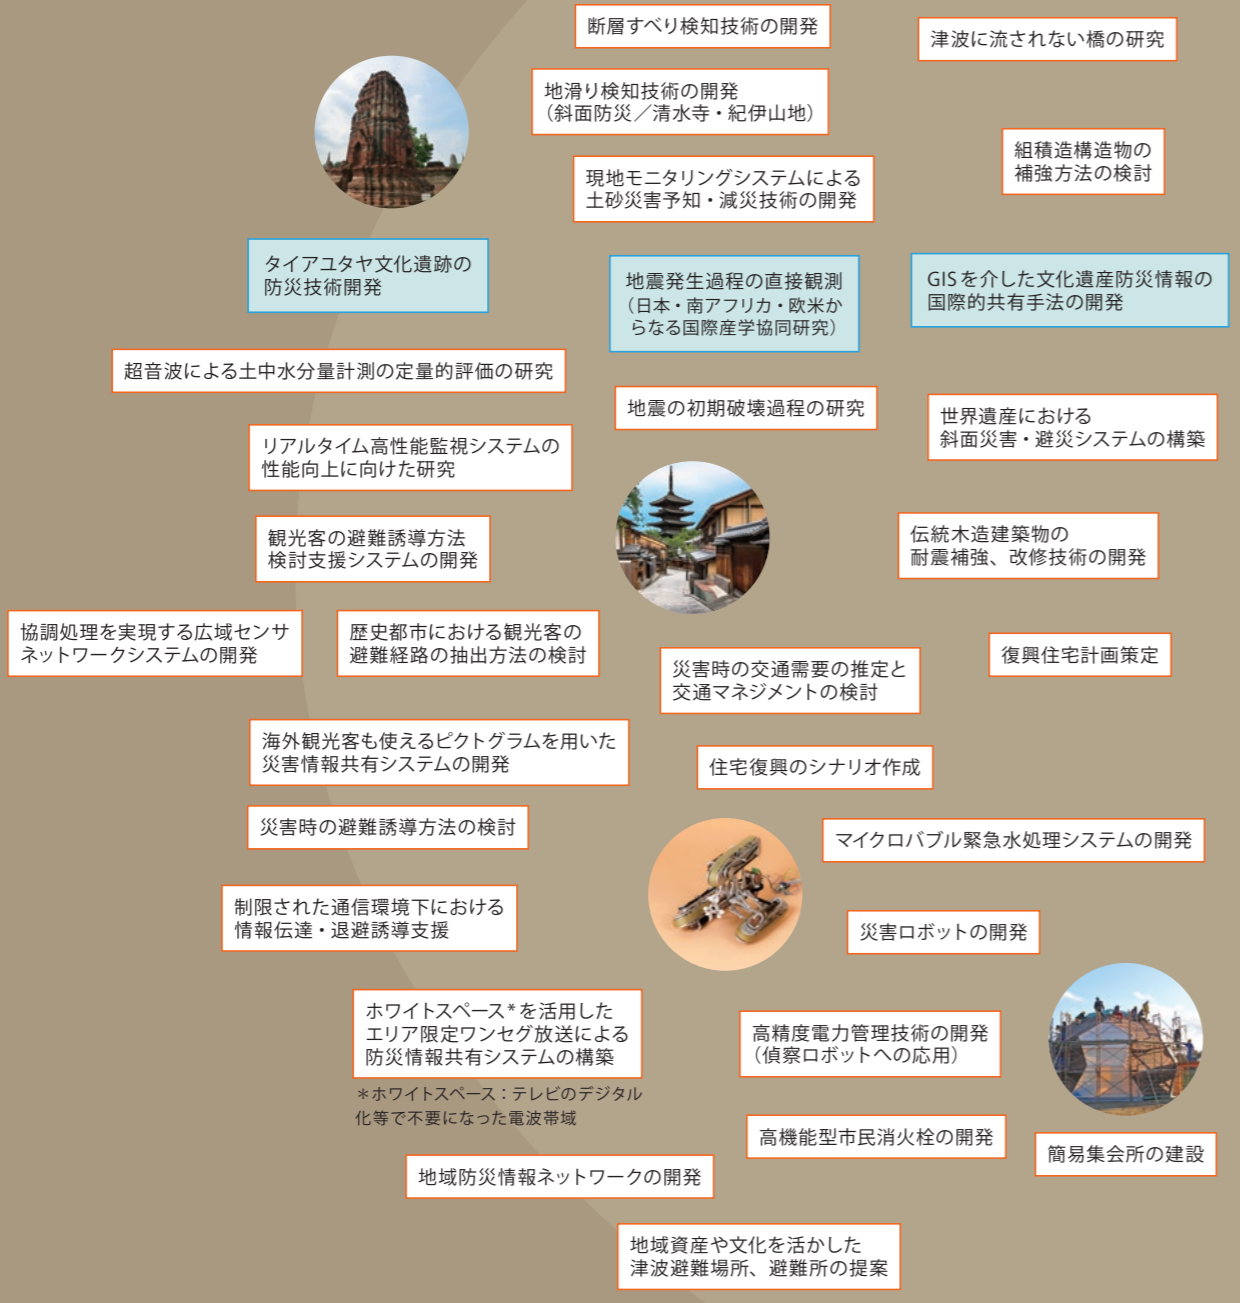 断層すべり検知技術の開発
津波に流されない橋の研究
地滑り検知技術の開発
（斜面防災／清水寺・紀伊山地）
組積造構造物の
補強方法の検討
現地モニタリングシステムによる
土砂災害予知・減災技術の開発
タイアユタヤ文化遺跡の
防災技術開発
地震発生過程の直接観測
（日本・南アフリカ・欧米か
らなる国際産学協同研究）
GISを介した文化遺産防災情報の
国際的共有手法の開発
超音波による土中水分量計測の定量的評価の研究
地震の初期破壊過程の研究
世界遺産における
斜面災害・避災システムの構築
リアルタイム高性能監視システムの
性能向上に向けた研究
観光客の避難誘導方法
検討支援システムの開発
伝統木造建築物の
耐震補強、改修技術の開発
協調処理を実現する広域センサ
ネットワークシステムの開発
歴史都市における観光客の
避難経路の抽出方法の検討
災害時の交通需要の推定と
交通マネジメントの検討
復興住宅計画策定
海外観光客も使えるピクトグラムを用いた
災害情報共有システムの開発
住宅復興のシナリオ作成
災害時の避難誘導方法の検討
マイクロバブル緊急水処理システムの開発
制限された通信環境下における
情報伝達・退避誘導支援
災害ロボットの開発
ホワイトスペース*を活用した
エリア限定ワンセグ放送による
防災情報共有システムの構築
＊ホワイトスペース：テレビのデジタル
化等で不要になった電波帯域
高精度電力管理技術の開発
（偵察ロボットへの応用）
高機能型市民消火栓の開発
簡易集会所の建設
地域防災情報ネットワークの開発
地域資産や文化を活かした
津波避難場所、避難所の提案